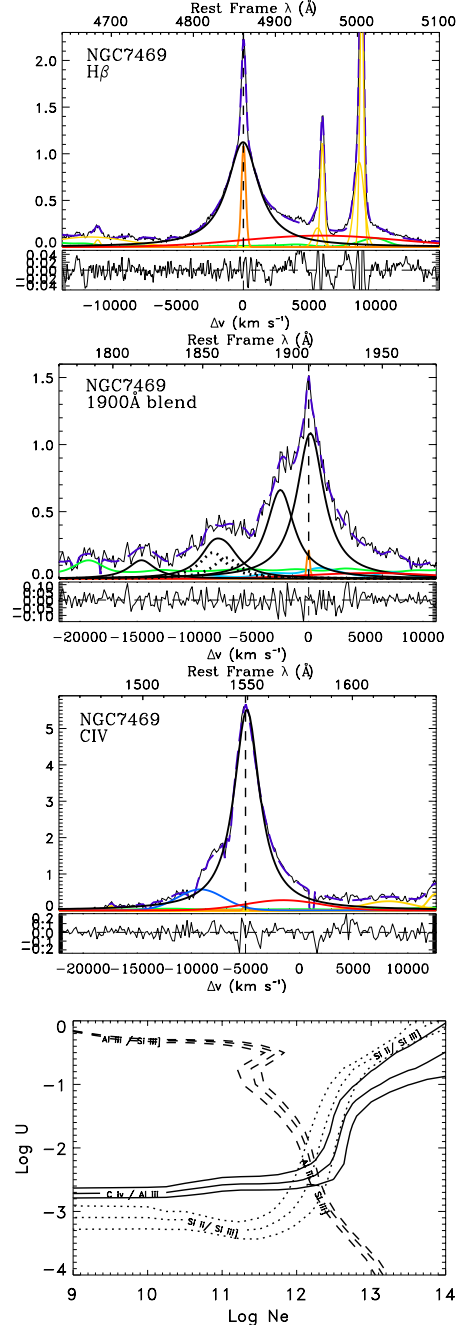 Rest Frame λ (Å)
4700 4800 4900 5000 5100
NGC7469
Hβ
2.0
1.5
1.0
0.5
0.0
0.04
0.02
0.00
−0.02
−0.04
−10000 −5000 0 5000 10000
Δv (km s⁻¹)
Rest Frame λ (Å)
1800 1850 1900 1950
NGC7469
1900Å blend
1.5
1.0
0.5
0.0
0.10
0.05
0.00
−0.05
−0.10
−20000 −15000 −10000 −5000 0 5000 10000
Δv (km s⁻¹)
Rest Frame λ (Å)
1500 1550 1600
NGC7469
CIV
5
4
3
2
1
0
0.2
0.1
−0.0
−0.1
−0.2
−20000 −15000 −10000 −5000 0 5000 10000
Δv (km s⁻¹)
Log U
0
−1
−2
−3
−4
Al iii / Si iii]
Si ii/ Si iii]
C iv / Al iii
Si ii/ Si iii]
Al iii / Si iii]
9 10 11 12 13 14
Log Ne